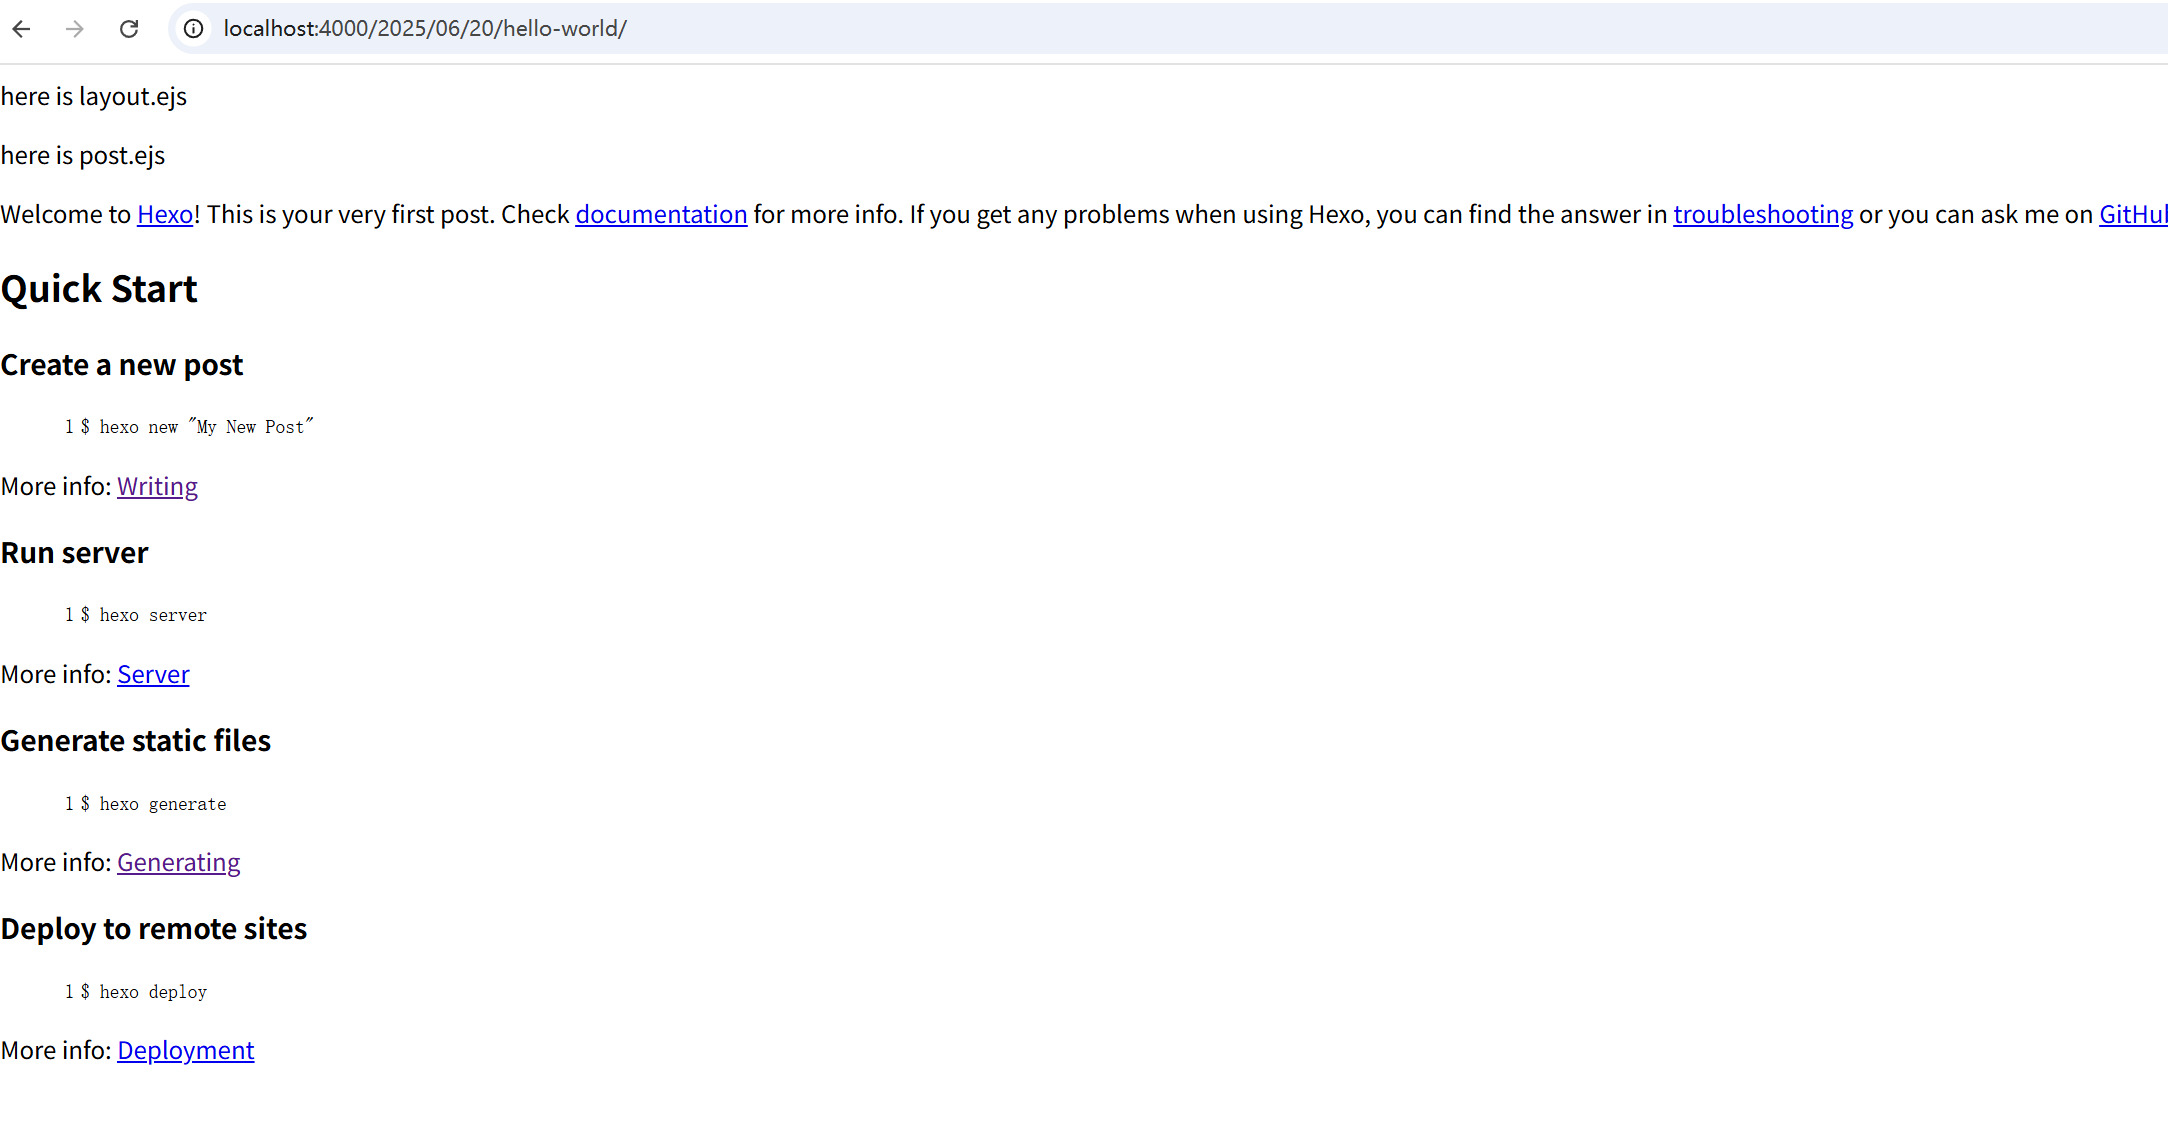 localhost:4000/2025/06/20/hello-world/
here is layout.ejs
here is post.ejs
Welcome to Hexo! This is your very first post. Check documentation for more info. If you get any problems when using Hexo, you can find the answer in troubleshooting or you can ask me on
Quick Start
Create a new post
1 $ hexo new "My New Post"
More info: Writing
Run server
1 $ hexo server
More info: Server
Generate static files
1 $ hexo generate
More info: Generating
Deploy to remote sites
1 $ hexo deploy
More info: Deployment